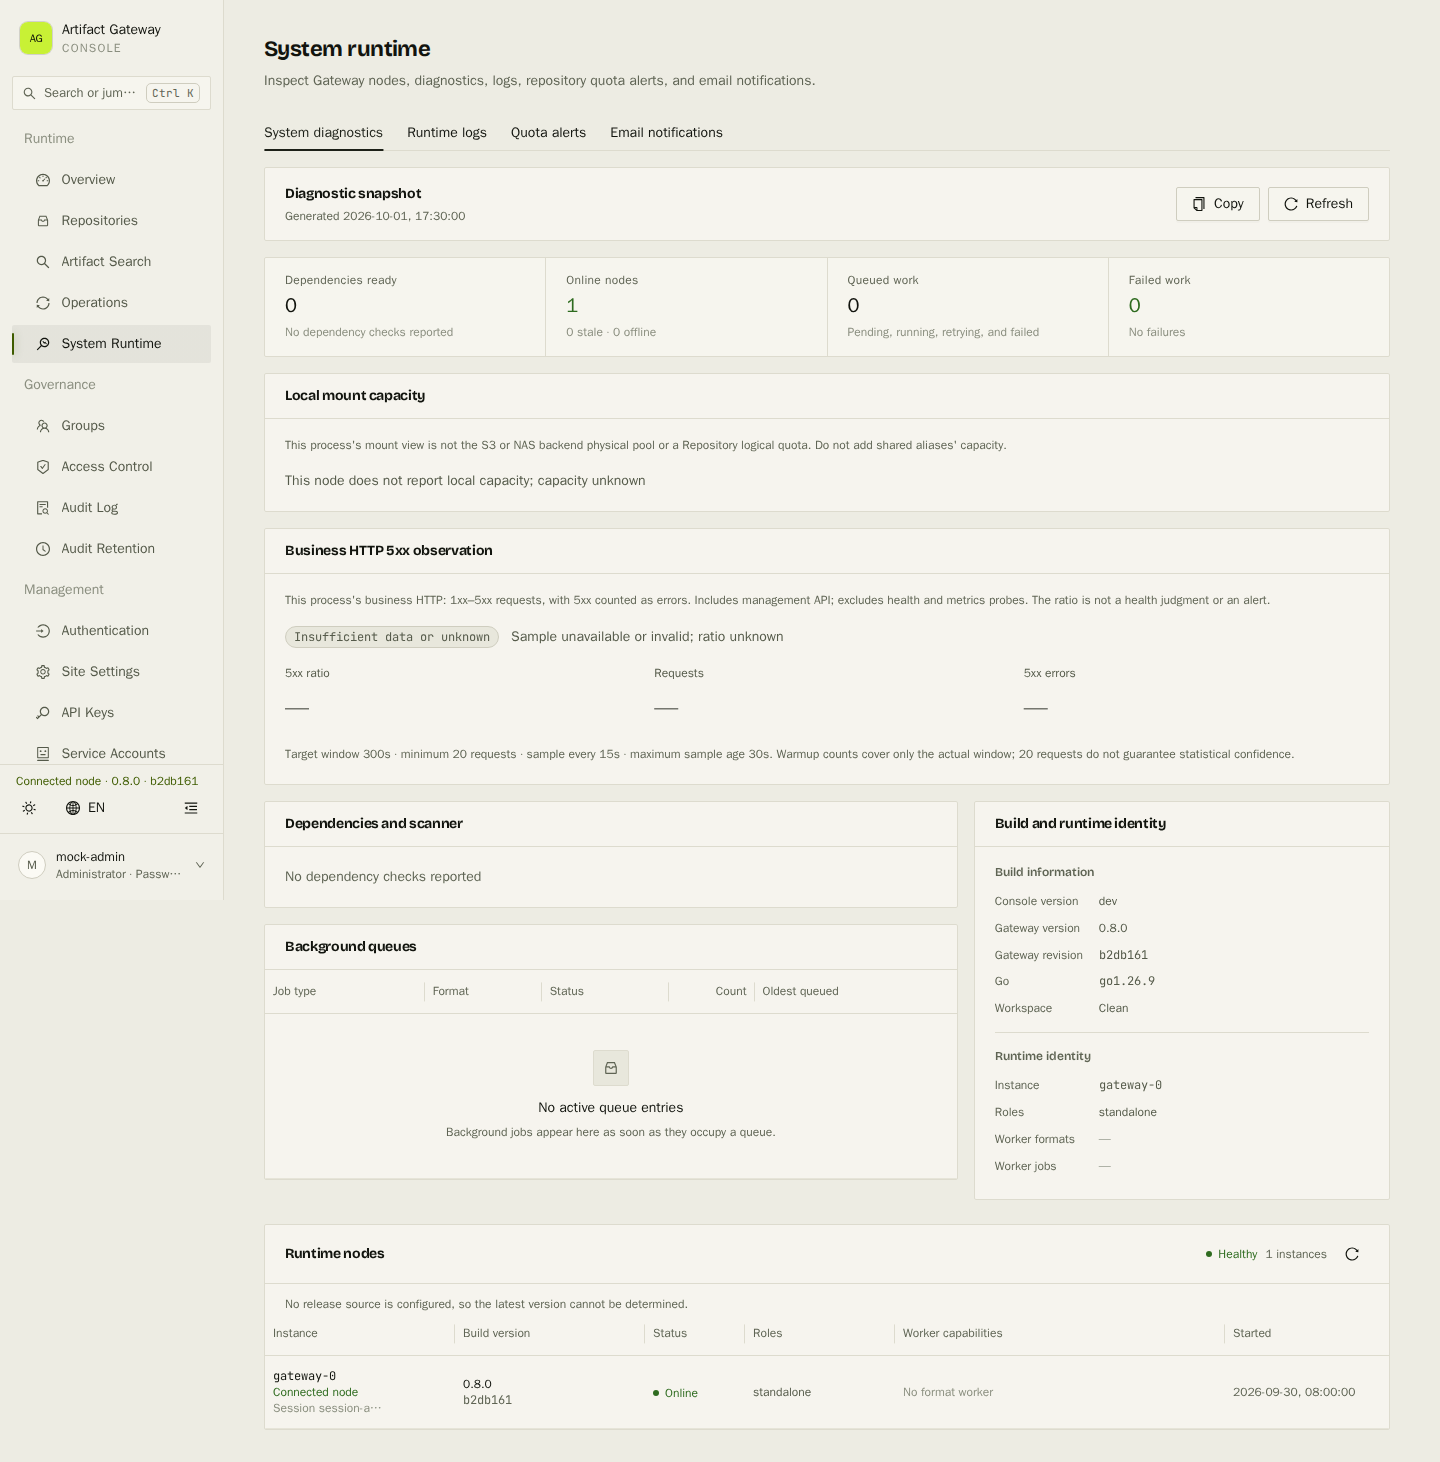 AG
Artifact Gateway
CONSOLE
Search or jum···
Ctrl K
Runtime
Overview
Repositories
Artifact Search
Operations
System Runtime
Governance
Groups
Access Control
Audit Log
Audit Retention
Management
Authentication
Site Settings
API Keys
Service Accounts
Connected node · 0.8.0 · b2db161
EN
M
mock-admin
Administrator · Passw···
System runtime
Inspect Gateway nodes, diagnostics, logs, repository quota alerts, and email notifications.
System diagnostics
Runtime logs
Quota alerts
Email notifications
Diagnostic snapshot
Generated 2026-10-01, 17:30:00
Copy
Refresh
Dependencies ready
0
No dependency checks reported
Online nodes
1
0 stale · 0 offline
Queued work
0
Pending, running, retrying, and failed
Failed work
0
No failures
Local mount capacity
This process's mount view is not the S3 or NAS backend physical pool or a Repository logical quota. Do not add shared aliases' capacity.
This node does not report local capacity; capacity unknown
Business HTTP 5xx observation
This process's business HTTP: 1xx–5xx requests, with 5xx counted as errors. Includes management API; excludes health and metrics probes. The ratio is not a health judgment or an alert.
Insufficient data or unknown
Sample unavailable or invalid; ratio unknown
5xx ratio
—
Requests
—
5xx errors
—
Target window 300s · minimum 20 requests · sample every 15s · maximum sample age 30s. Warmup counts cover only the actual window; 20 requests do not guarantee statistical confidence.
Dependencies and scanner
No dependency checks reported
Background queues
Job type
Format
Status
Count
Oldest queued
No active queue entries
Background jobs appear here as soon as they occupy a queue.
Build and runtime identity
Build information
Console version dev
Gateway version 0.8.0
Gateway revision b2db161
Go go1.26.9
Workspace Clean
Runtime identity
Instance gateway-0
Roles standalone
Worker formats —
Worker jobs —
Runtime nodes
Healthy
1 instances
No release source is configured, so the latest version cannot be determined.
Instance
Build version
Status
Roles
Worker capabilities
Started
gateway-0
Connected node
Session session-a···
0.8.0
b2db161
Online
standalone
No format worker
2026-09-30, 08:00:00